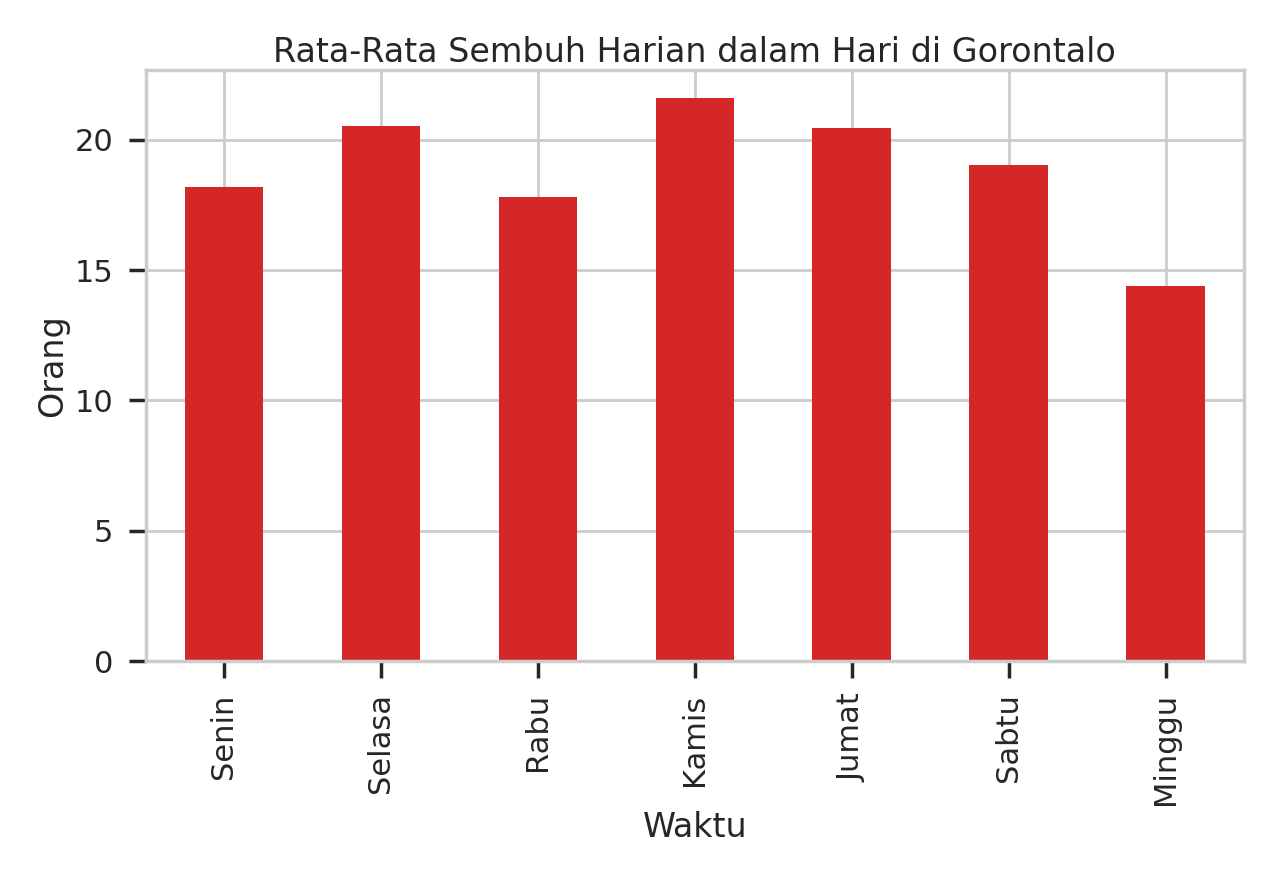 Rata-Rata Sembuh Harian dalam Hari di Gorontalo
Orang
20
15
10
5
0
Senin
Selasa
Rabu
Kamis
Jumat
Sabtu
Minggu
Waktu